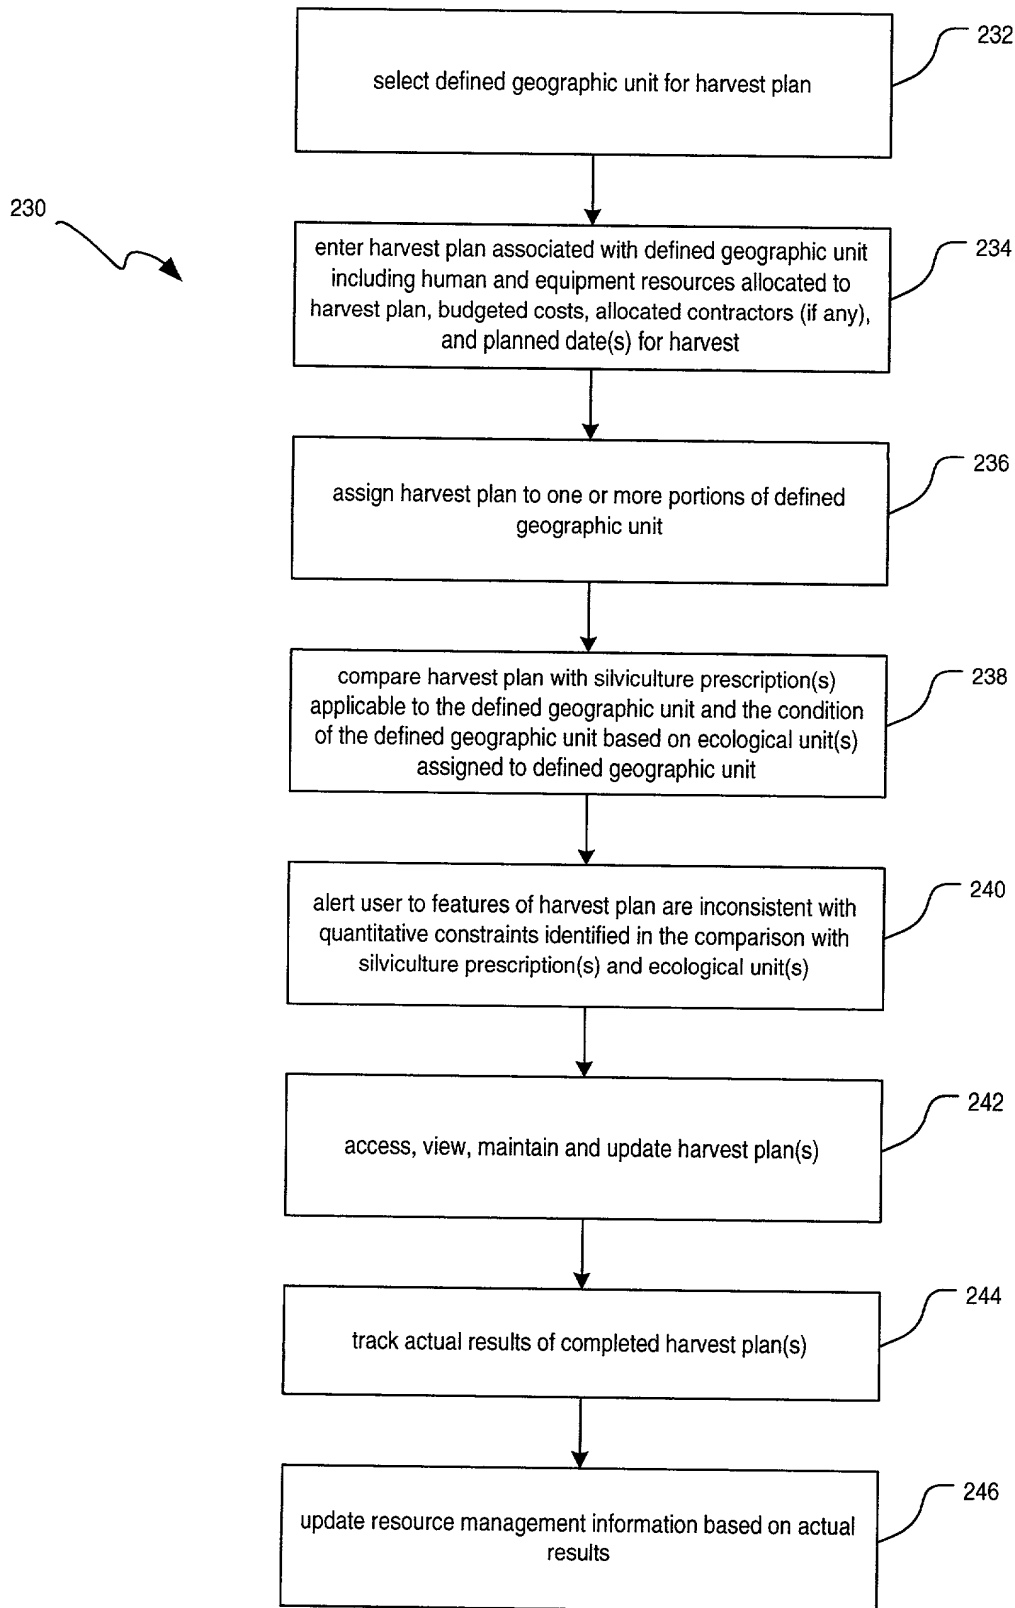 232
select defined geographic unit for harvest plan
230
234
enter harvest plan associated with defined geographic unit
including human and equipment resources allocated to
harvest plan, budgeted costs, allocated contractors (if any),
and planned date(s) for harvest
236
assign harvest plan to one or more portions of defined
geographic unit
238
compare harvest plan with silviculture prescription(s)
applicable to the defined geographic unit and the condition
of the defined geographic unit based on ecological unit(s)
assigned to defined geographic unit
240
alert user to features of harvest plan are inconsistent with
quantitative constraints identified in the comparison with
silviculture prescription(s) and ecological unit(s)
242
access, view, maintain and update harvest plan(s)
244
track actual results of completed harvest plan(s)
246
update resource management information based on actual
results